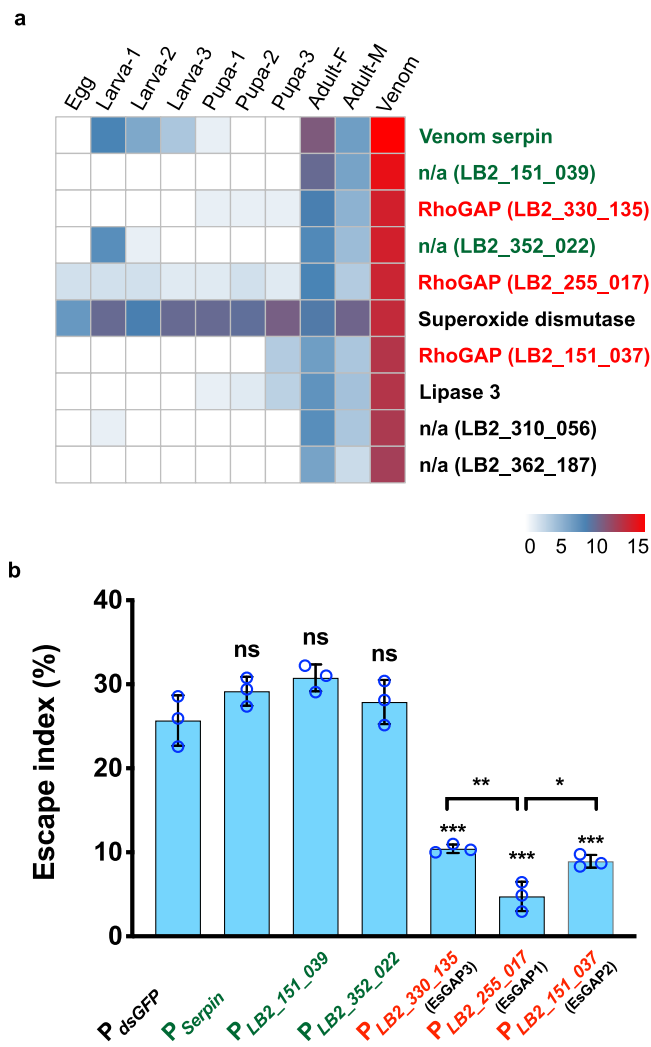 a
Egg Larva-1 Larva-2 Larva-3 Pupa-1 Pupa-2 Pupa-3 Adult-F Adult-M Venom
Venom serpin
n/a (LB2_151_039)
RhoGAP (LB2_330_135)
n/a (LB2_352_022)
RhoGAP (LB2_255_017)
Superoxide dismutase
RhoGAP (LB2_151_037)
Lipase 3
n/a (LB2_310_056)
n/a (LB2_362_187)
0 5 10 15
b
Escape index (%)
40
30
20
10
0
ns ns ns
** *
*** *** ***
P dsGFP
P Serpin
P LB2_151_039
P LB2_352_022
P LB2_330_135
(EsGAP3)
P LB2_255_017
(EsGAP1)
P LB2_151_037
(EsGAP2)